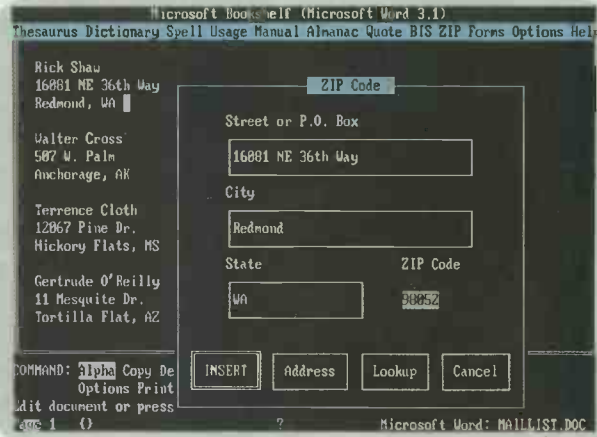 Microsoft Bookshelf (Microsoft Word 3.1)
Thesaurus Dictionary Spell Usage Manual Almanac Quote BIS ZIP Forms Options Help
Rick Shaw
16081 NE 36th Way
Redmond, WA
Walter Cross
507 W. Palm
Anchorage, AK
Terrence Cloth
12067 Pine Dr.
Hickory Flats, MS
Gertrude O'Reilly
11 Mesquite Dr.
Tortilla Flat, AZ
ZIP Code
Street or P.O. Box
16081 NE 36th Way
City
Redmond
State
ZIP Code
WA
98052
INSERT Address Lookup Cancel
COMMAND: Alpha Copy De
Options Print
Edit document or press
Page 1 {} ? Microsoft Word: MAILLIST.DOC